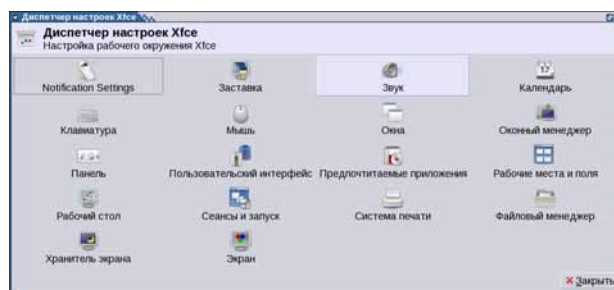 Диспетчер настроек Xfce
Диспетчер настроек Xfce
Настройка рабочего окружения Xfce
Notification Settings Заставка Звук Календарь
Клавиатура Мышь Окна Оконный менеджер
Панель Пользовательский интерфейс Предпочитаемые приложения Рабочие места и поля
Рабочий стол Сеансы и запуск Система печати Файловый менеджер
Хранитель экрана Экран
Закрыть